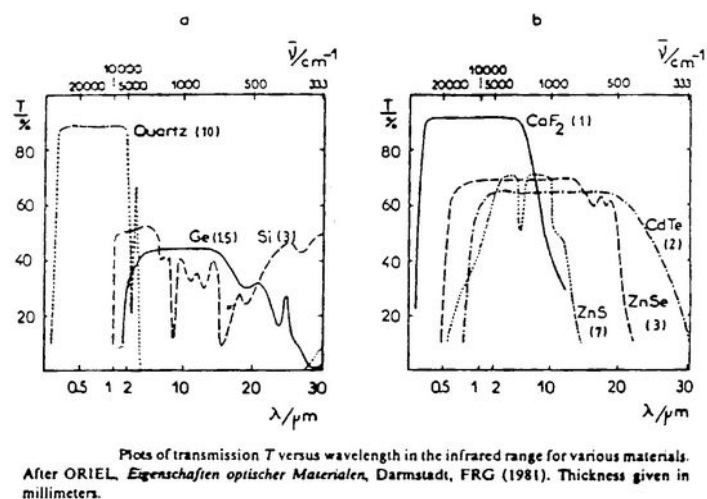 a
b
ν̄/cm⁻¹
10000
20000
5000
1000
500
333
T/%
80
60
40
20
Quartz (10)
Ge (1.5)
Si (3)
0.5
1
2
10
20
30
λ/μm
ν̄/cm⁻¹
10000
20000
5000
1000
500
333
T/%
80
60
40
20
CaF₂ (1)
CdTe
(2)
ZnS
(7)
ZnSe
(3)
0.5
1
2
10
20
30
λ/μm
Plots of transmission T versus wavelength in the infrared range for various materials.
After ORIEL, Eigenschaften optischer Materialen, Darmstadt, FRG (1981). Thickness given in
millimeters.